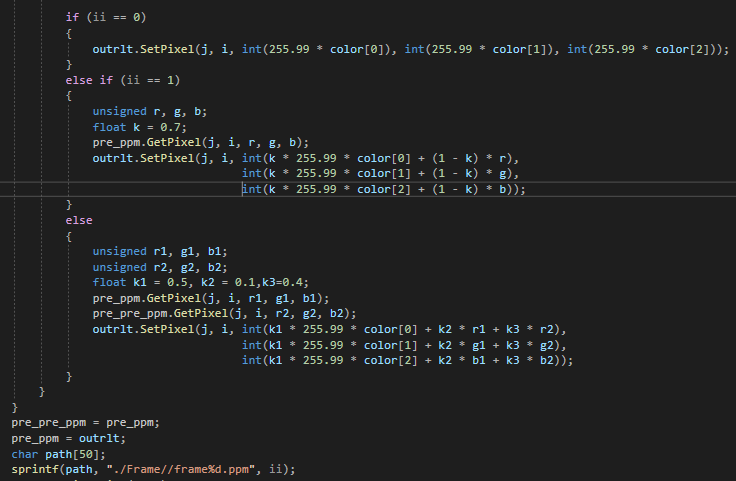 if (ii == 0)
{
outrlt.SetPixel(j, i, int(255.99 * color[0]), int(255.99 * color[1]), int(255.99 * color[2]));
}
else if (ii == 1)
{
unsigned r, g, b;
float k = 0.7;
pre_ppm.GetPixel(j, i, r, g, b);
outrlt.SetPixel(j, i, int(k * 255.99 * color[0] + (1 - k) * r),
int(k * 255.99 * color[1] + (1 - k) * g),
int(k * 255.99 * color[2] + (1 - k) * b));
}
else
{
unsigned r1, g1, b1;
unsigned r2, g2, b2;
float k1 = 0.5, k2 = 0.1,k3=0.4;
pre_ppm.GetPixel(j, i, r1, g1, b1);
pre_pre_ppm.GetPixel(j, i, r2, g2, b2);
outrlt.SetPixel(j, i, int(k1 * 255.99 * color[0] + k2 * r1 + k3 * r2),
int(k1 * 255.99 * color[1] + k2 * g1 + k3 * g2),
int(k1 * 255.99 * color[2] + k2 * b1 + k3 * b2));
}
}
}
pre_pre_ppm = pre_ppm;
pre_ppm = outrlt;
char path[50];
sprintf(path, "./Frame//frame%d.ppm", ii);